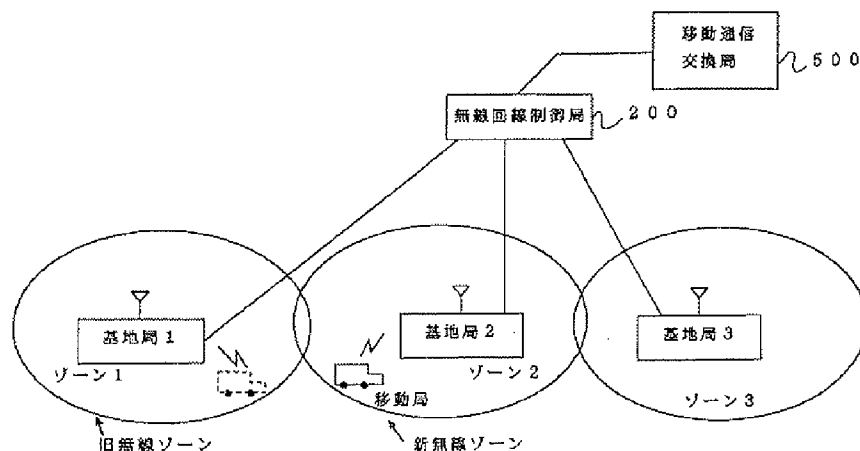 移動通信
交換局
５００
無線回線制御局
２００
基地局１
基地局２
基地局３
ゾーン１
ゾーン２
移動局
ゾーン３
旧無線ゾーン
新無線ゾーン